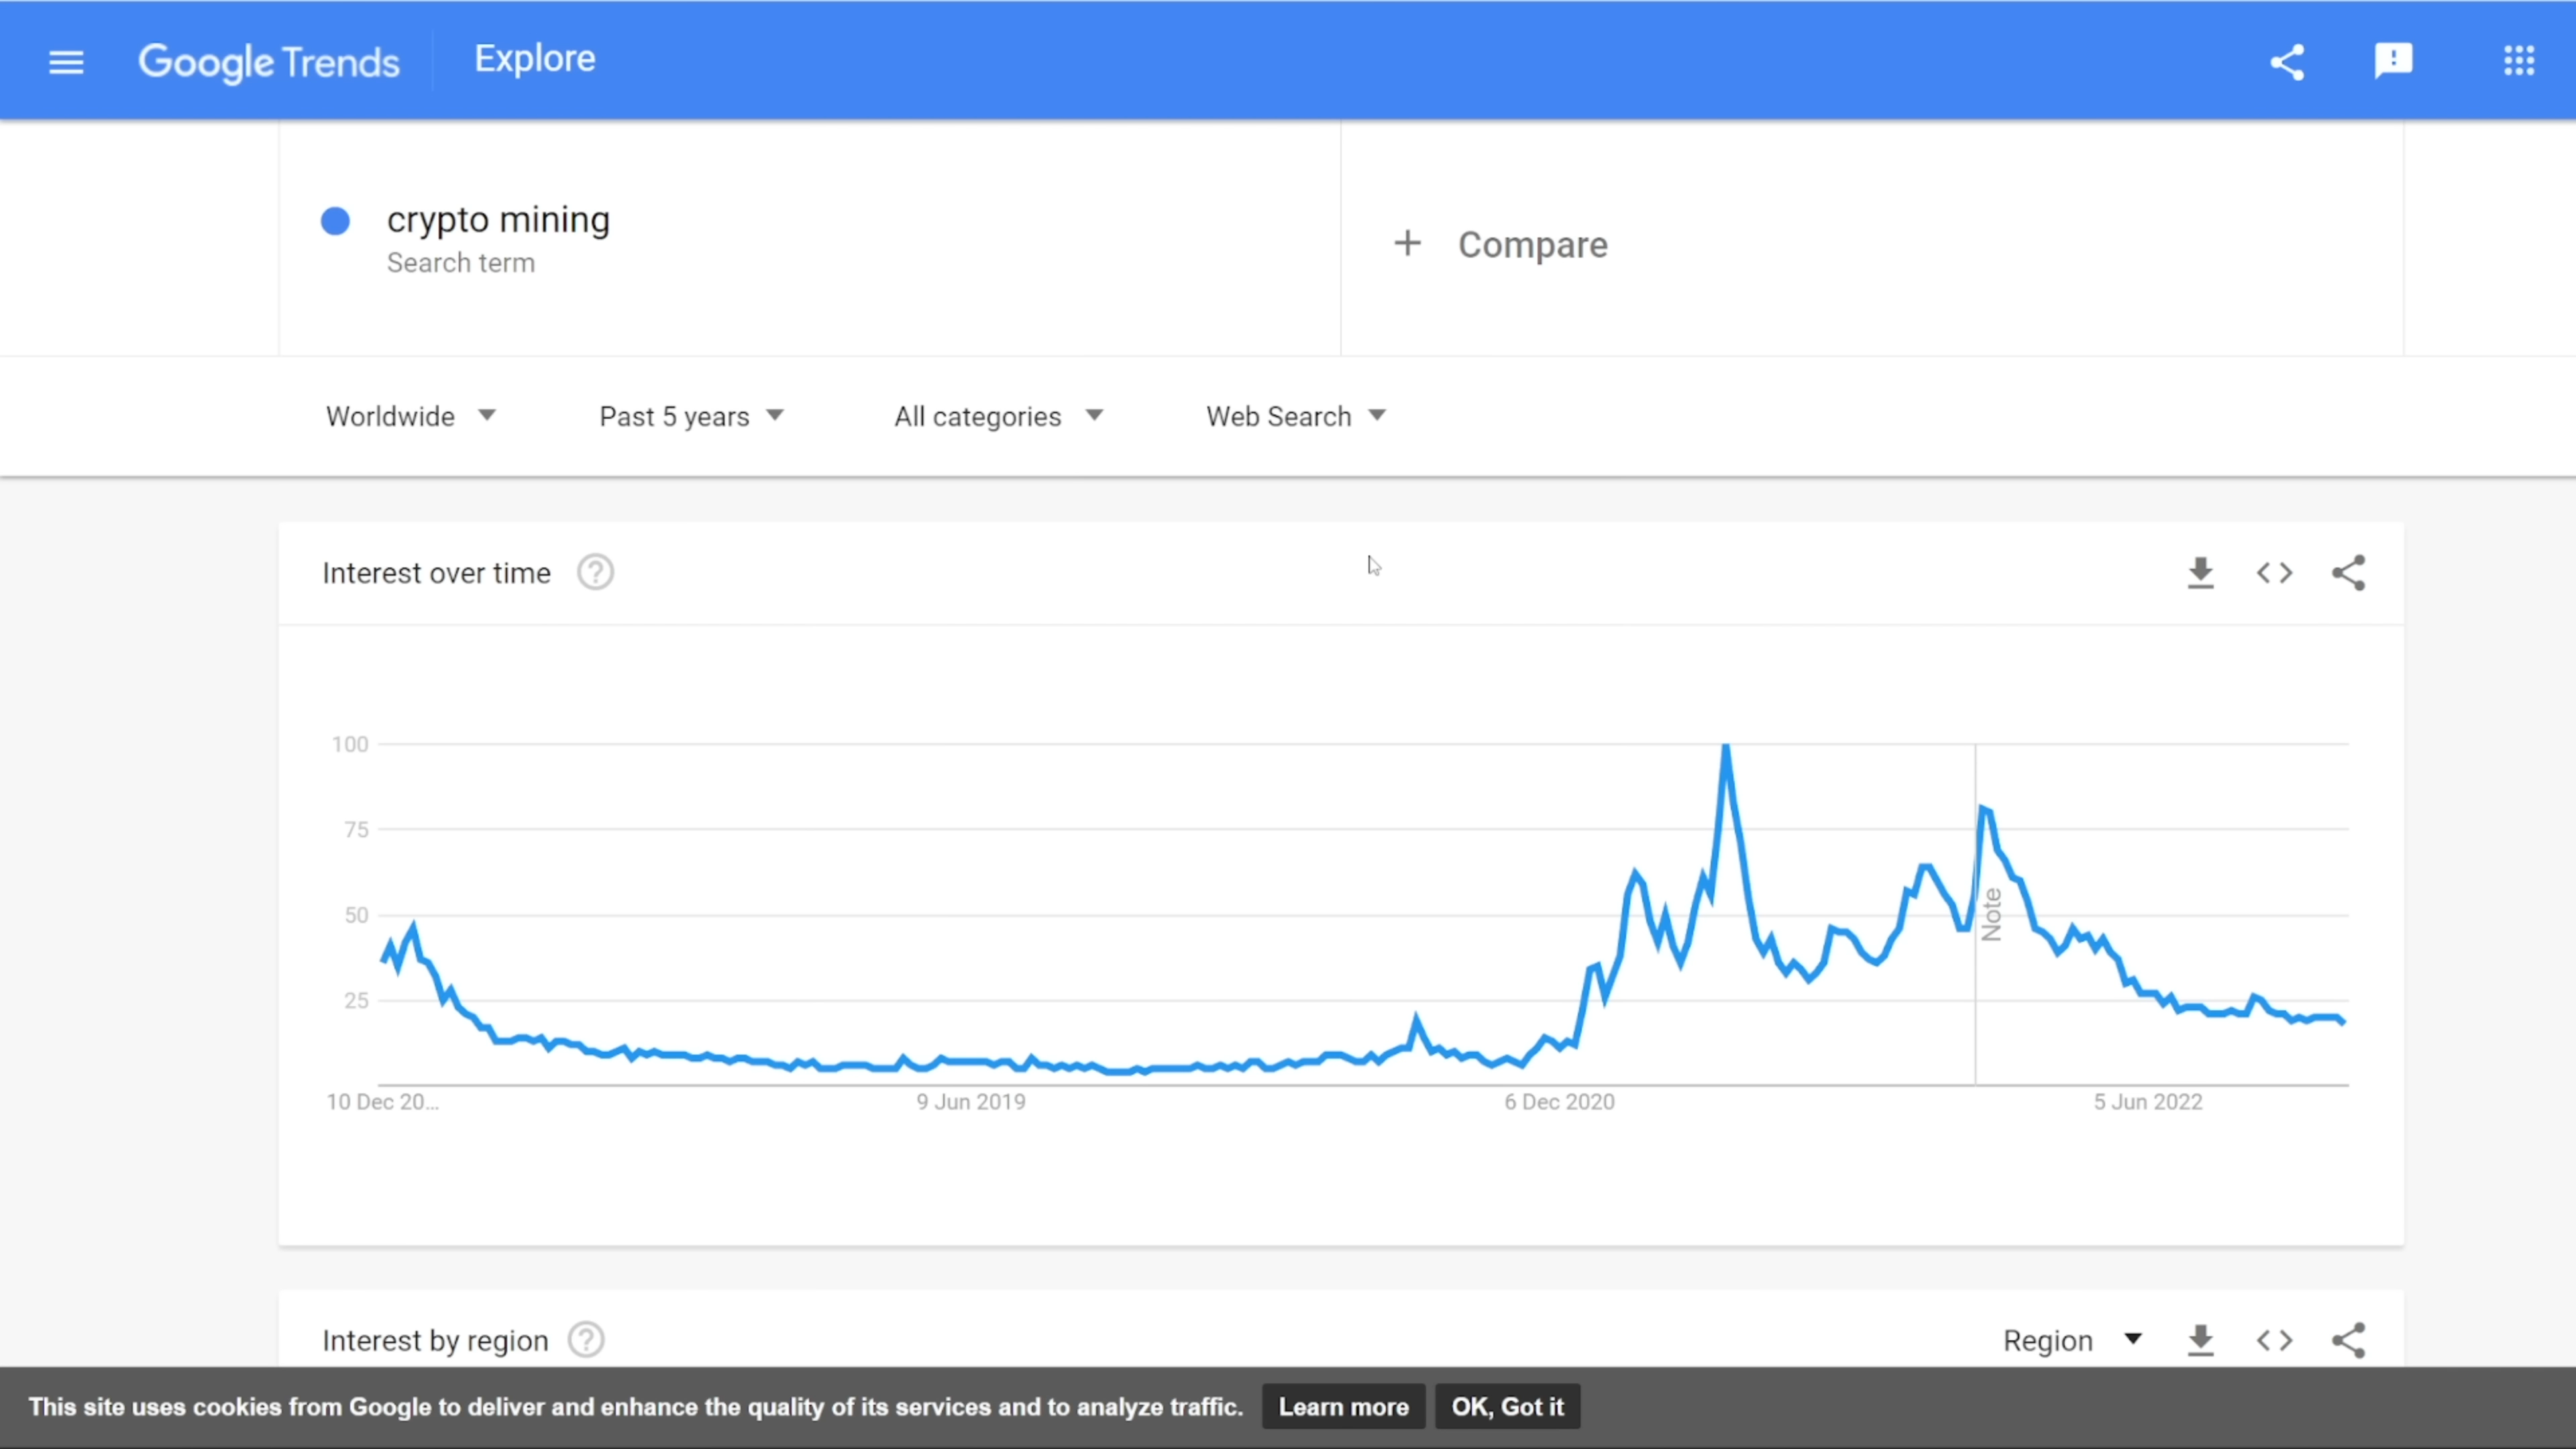 Google Trends
Explore
crypto mining
Search term
Compare
Worldwide
Past 5 years
All categories
Web Search
Interest over time
100
75
50
25
Note
10 Dec 20...
9 Jun 2019
6 Dec 2020
5 Jun 2022
Interest by region
Region
This site uses cookies from Google to deliver and enhance the quality of its services and to analyze traffic.
Learn more
OK, Got it